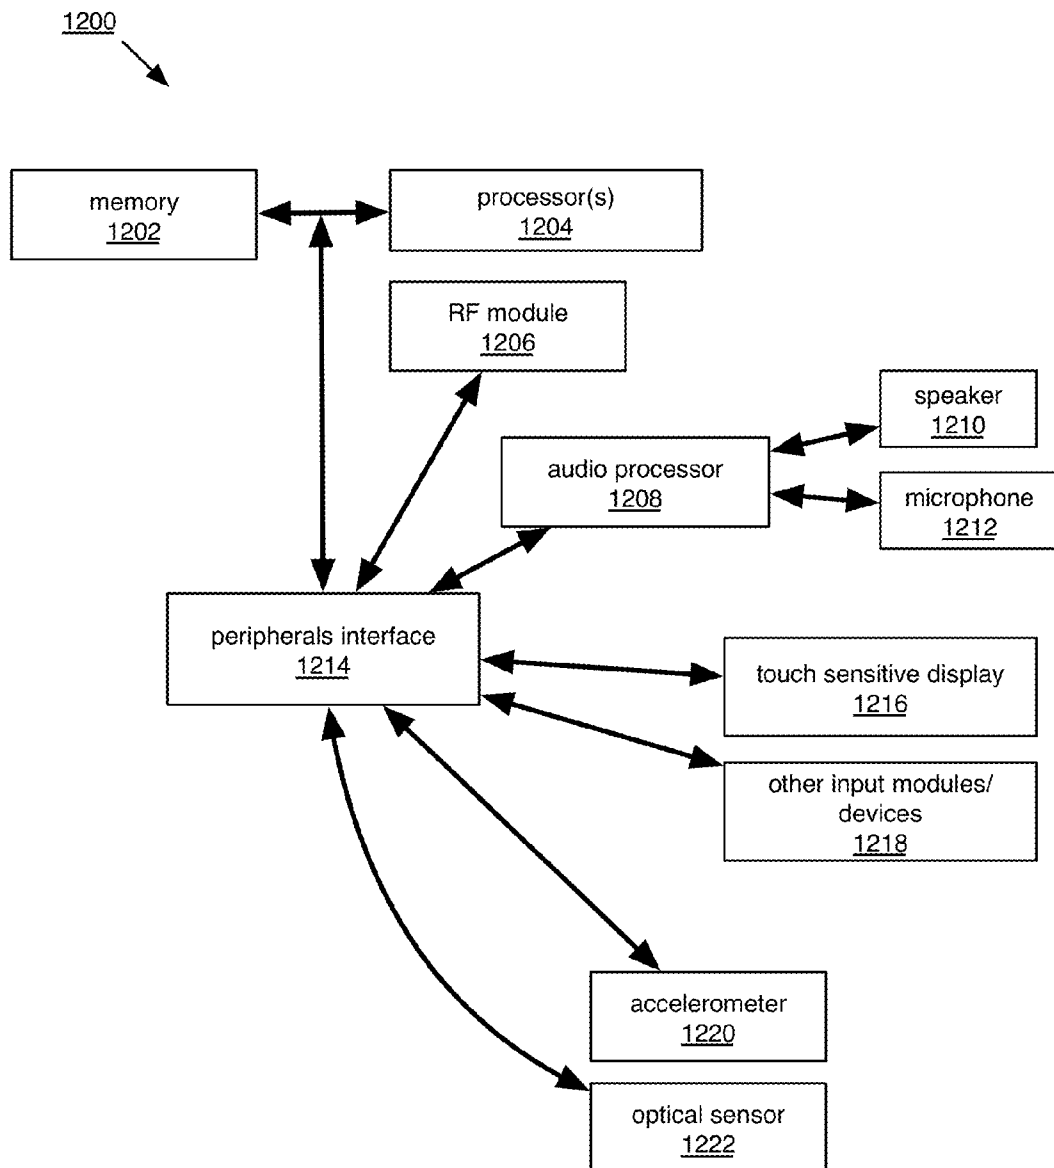 1200
memory
1202
processor(s)
1204
RF module
1206
speaker
1210
audio processor
1208
microphone
1212
peripherals interface
1214
touch sensitive display
1216
other input modules/
devices
1218
accelerometer
1220
optical sensor
1222